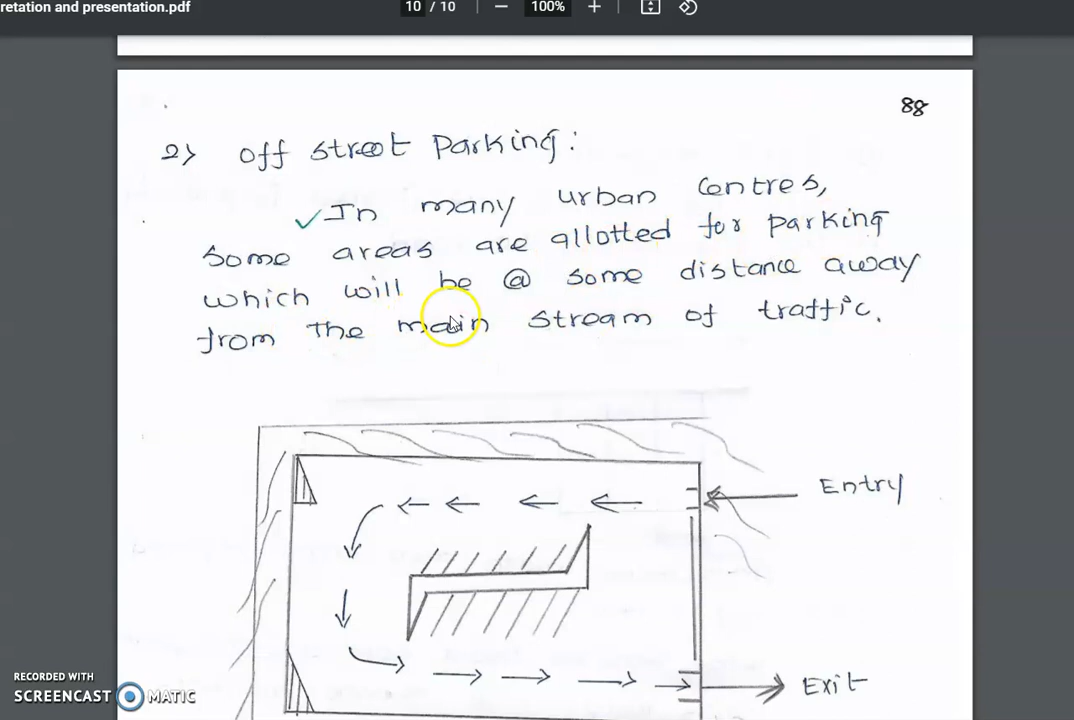 retation and presentation.pdf
10 / 10
100%
88
2) Off street Parking:
✓In many urban centres,
some areas are allotted for parking
which will be @ some distance away
from the main stream of traffic.
Entry
Exit
RECORDED WITH
SCREENCAST MATIC